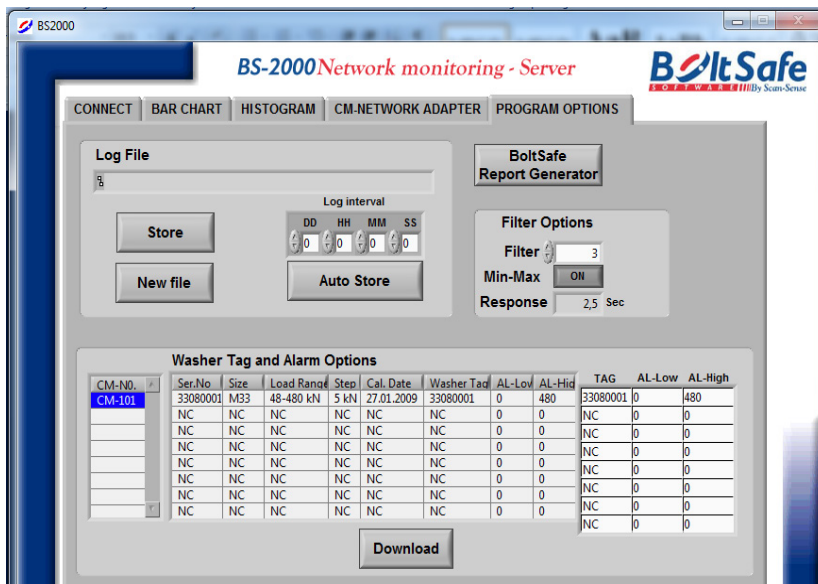 BS2000
BS-2000 Network monitoring - Server
BoltSafe
SOFTWARE By Scan-Sense
CONNECT BAR CHART HISTOGRAM CM-NETWORK ADAPTER PROGRAM OPTIONS
Log File
BoltSafe
Report Generator
%
Log interval
DD HH MM SS
0 0 0 0
Store
New file
Auto Store
Filter Options
Filter 3
Min-Max ON
Response 2,5 Sec
Washer Tag and Alarm Options
CM-N0. Ser.No Size Load Range Step Cal. Date Washer Tag AL-Lov AL-Hig TAG AL-Low AL-High
CM-101 33080001 M33 48-480 kN 5 kN 27.01.2009 33080001 0 480 33080001 0 480
NC NC NC NC NC NC 0 0 NC 0 0
NC NC NC NC NC NC 0 0 NC 0 0
NC NC NC NC NC NC 0 0 NC 0 0
NC NC NC NC NC NC 0 0 NC 0 0
NC NC NC NC NC NC 0 0 NC 0 0
NC NC NC NC NC NC 0 0 NC 0 0
NC NC NC NC NC NC 0 0 NC 0 0
Download